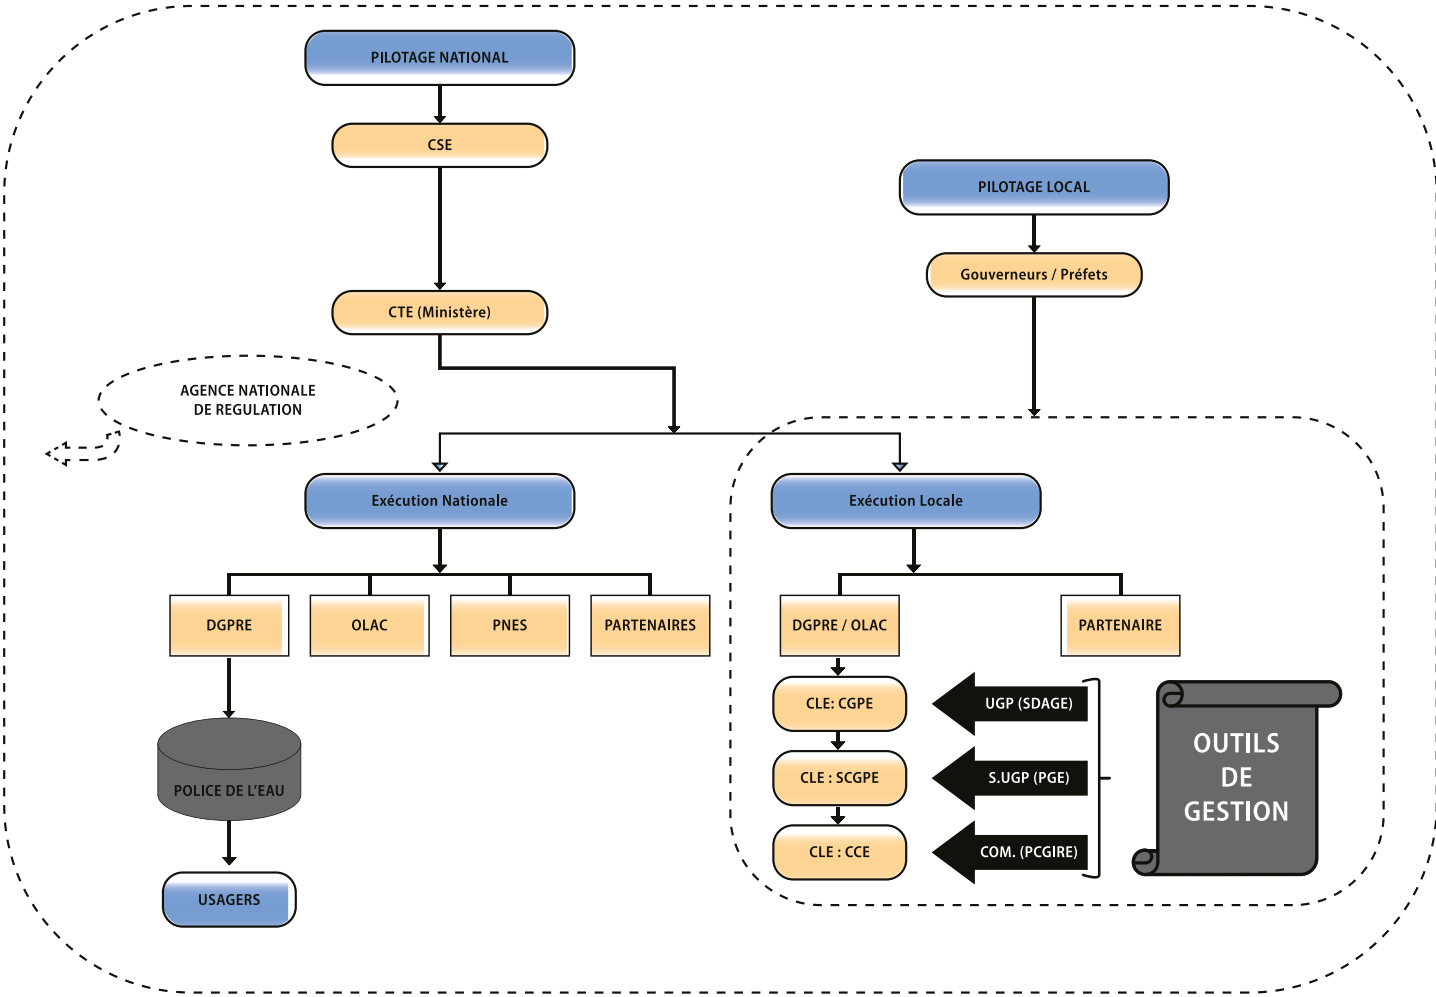 PILOTAGE NATIONAL
CSE
PILOTAGE LOCAL
Gouverneurs / Préfets
CTE (Ministère)
AGENCE NATIONALE
DE REGULATION
Exécution Nationale
Exécution Locale
DGPRE
OLAC
PNES
PARTENAIRES
DGPRE / OLAC
PARTENAIRE
CLE: CGPE
UGP (SDAGE)
CLE : SCGPE
S.UGP (PGE)
CLE : CCE
COM. (PCGIRE)
OUTILS
DE
GESTION
POLICE DE L'EAU
USAGERS